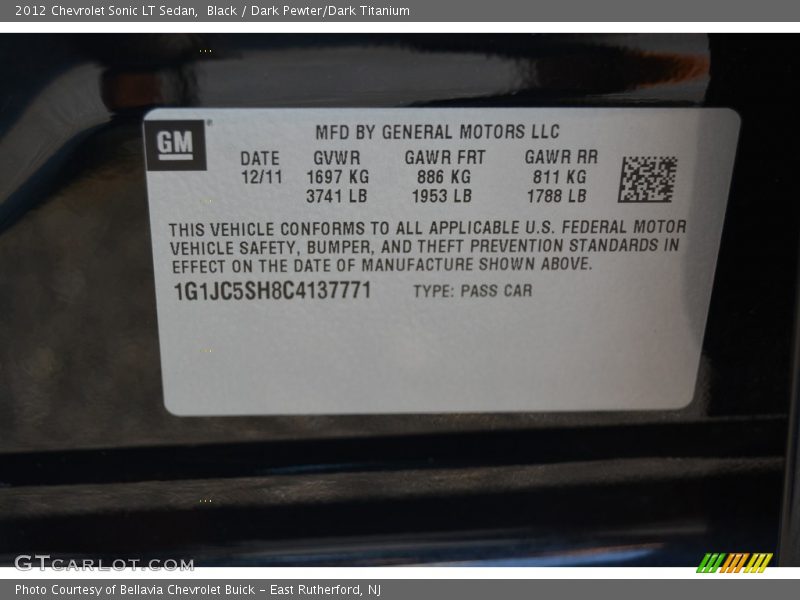 2012 Chevrolet Sonic LT Sedan, Black / Dark Pewter/Dark Titanium
GM®
MFD BY GENERAL MOTORS LLC
DATE GVWR GAWR FRT GAWR RR
12/11 1697 KG 886 KG 811 KG
3741 LB 1953 LB 1788 LB
THIS VEHICLE CONFORMS TO ALL APPLICABLE U.S. FEDERAL MOTOR
VEHICLE SAFETY, BUMPER, AND THEFT PREVENTION STANDARDS IN
EFFECT ON THE DATE OF MANUFACTURE SHOWN ABOVE.
1G1JC5SH8C4137771 TYPE: PASS CAR
GTCARLOT.COM
Photo Courtesy of Bellavia Chevrolet Buick - East Rutherford, NJ